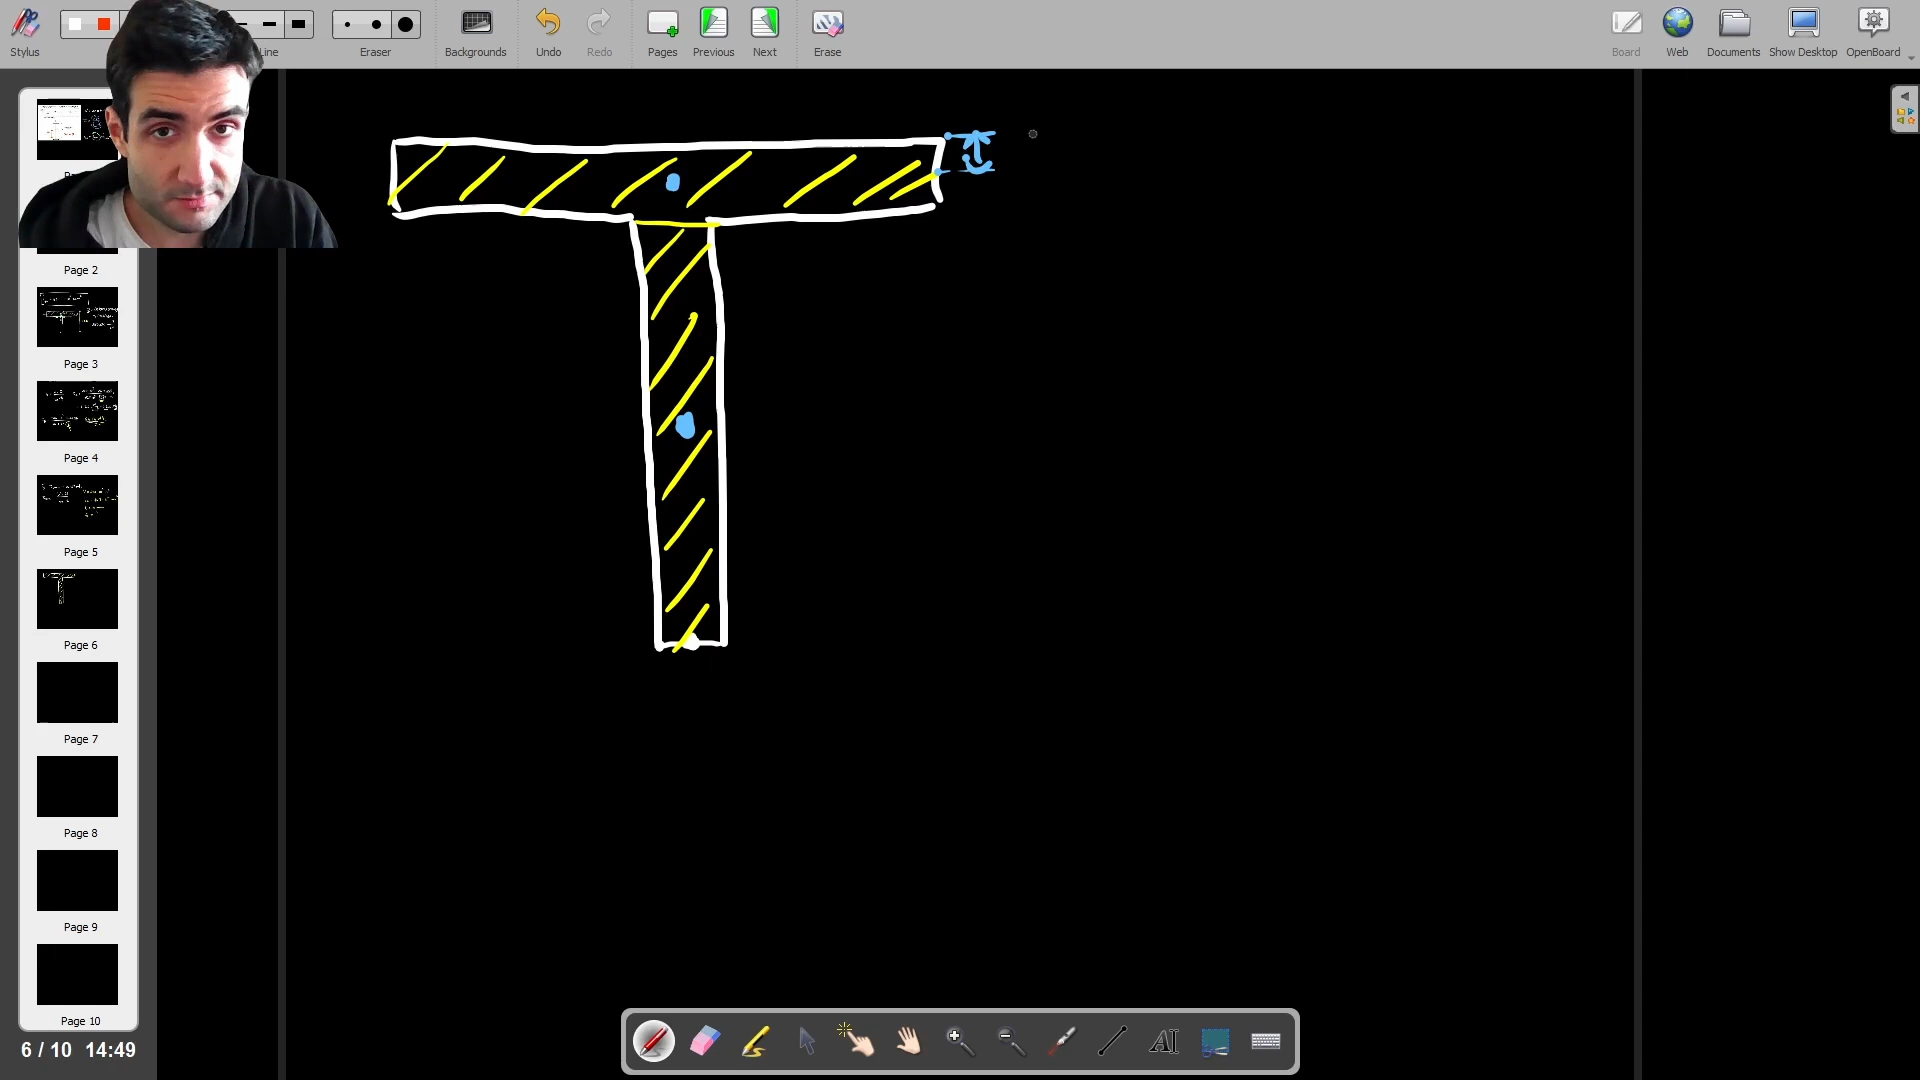 Stylus
Line
Eraser
Backgrounds
Undo
Redo
Pages
Previous
Next
Erase
Board
Web
Documents
Show Desktop
OpenBoard
Page 2
Page 3
Page 4
Page 5
Page 6
Page 7
Page 8
Page 9
Page 10
6 / 10 14:49
AI